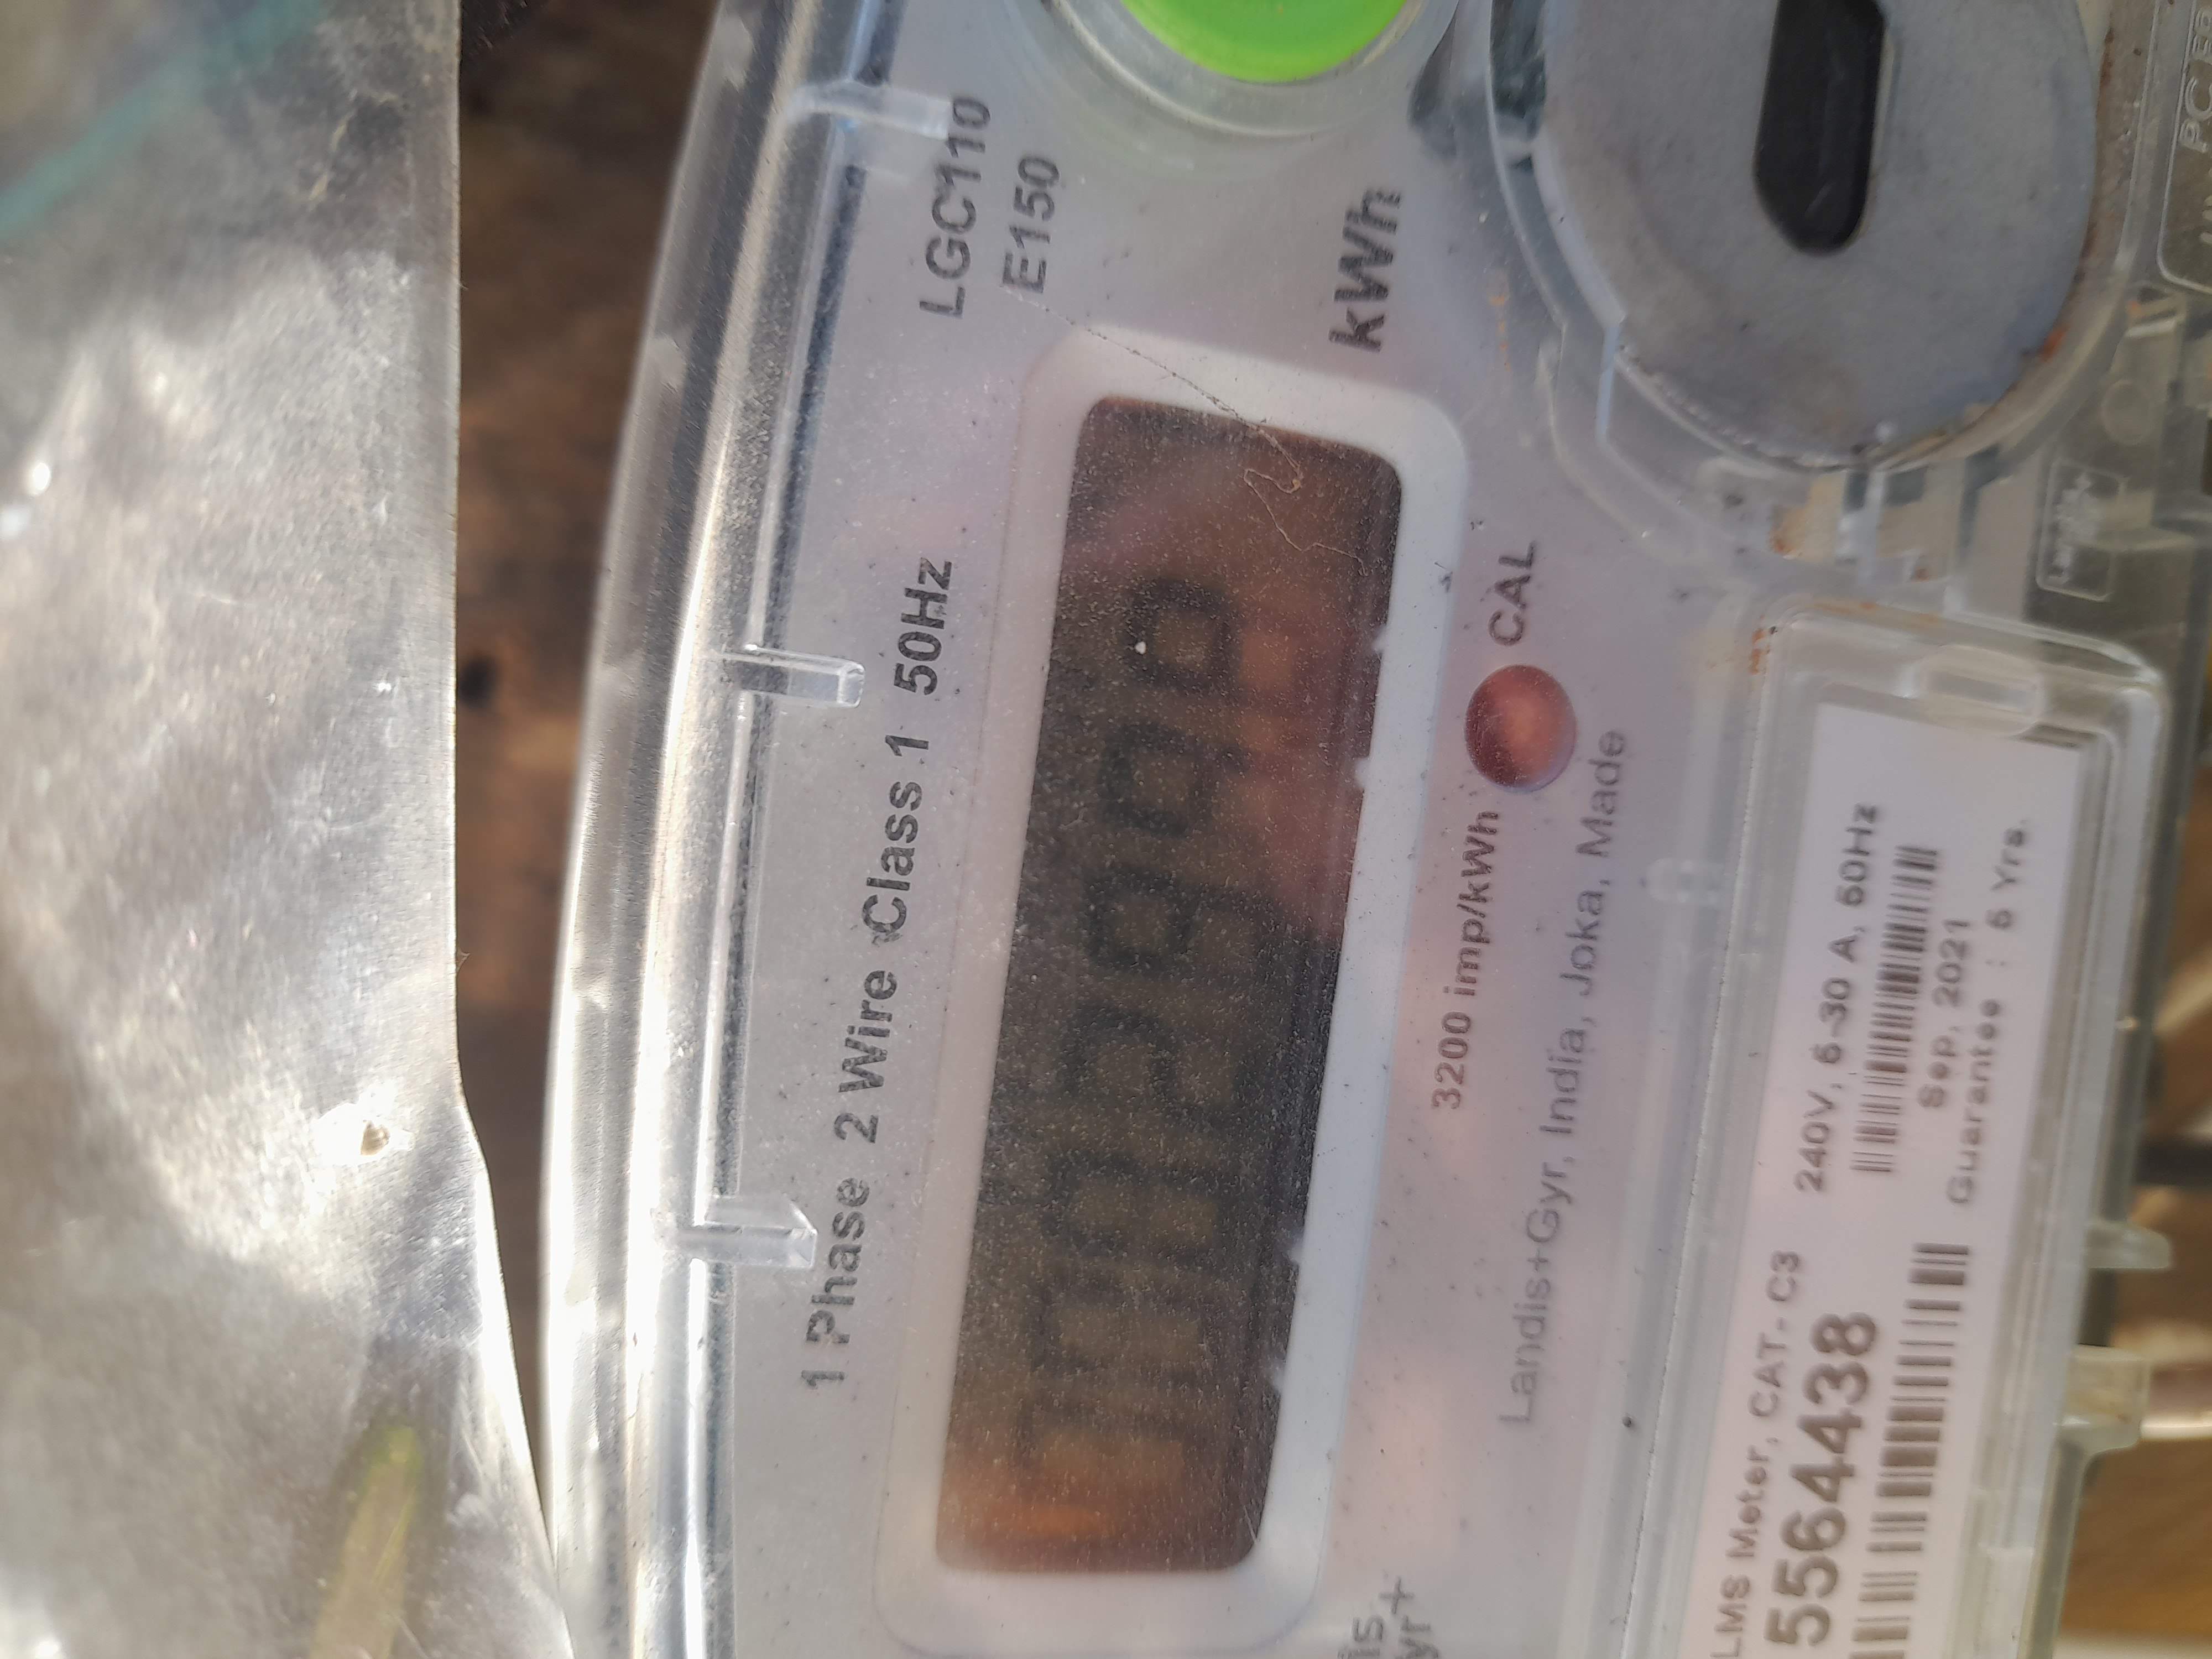 LGC110
E150
1 Phase 2 Wire Class 1 50Hz
kWh
3200 imp/kWh CAL
Landis+Gyr, India, Joka, Made
LMS Meter, CAT.- C3 240V, 5-30 A, 50Hz
5564438
Sep, 2021
Guarantee : 5 Yrs.